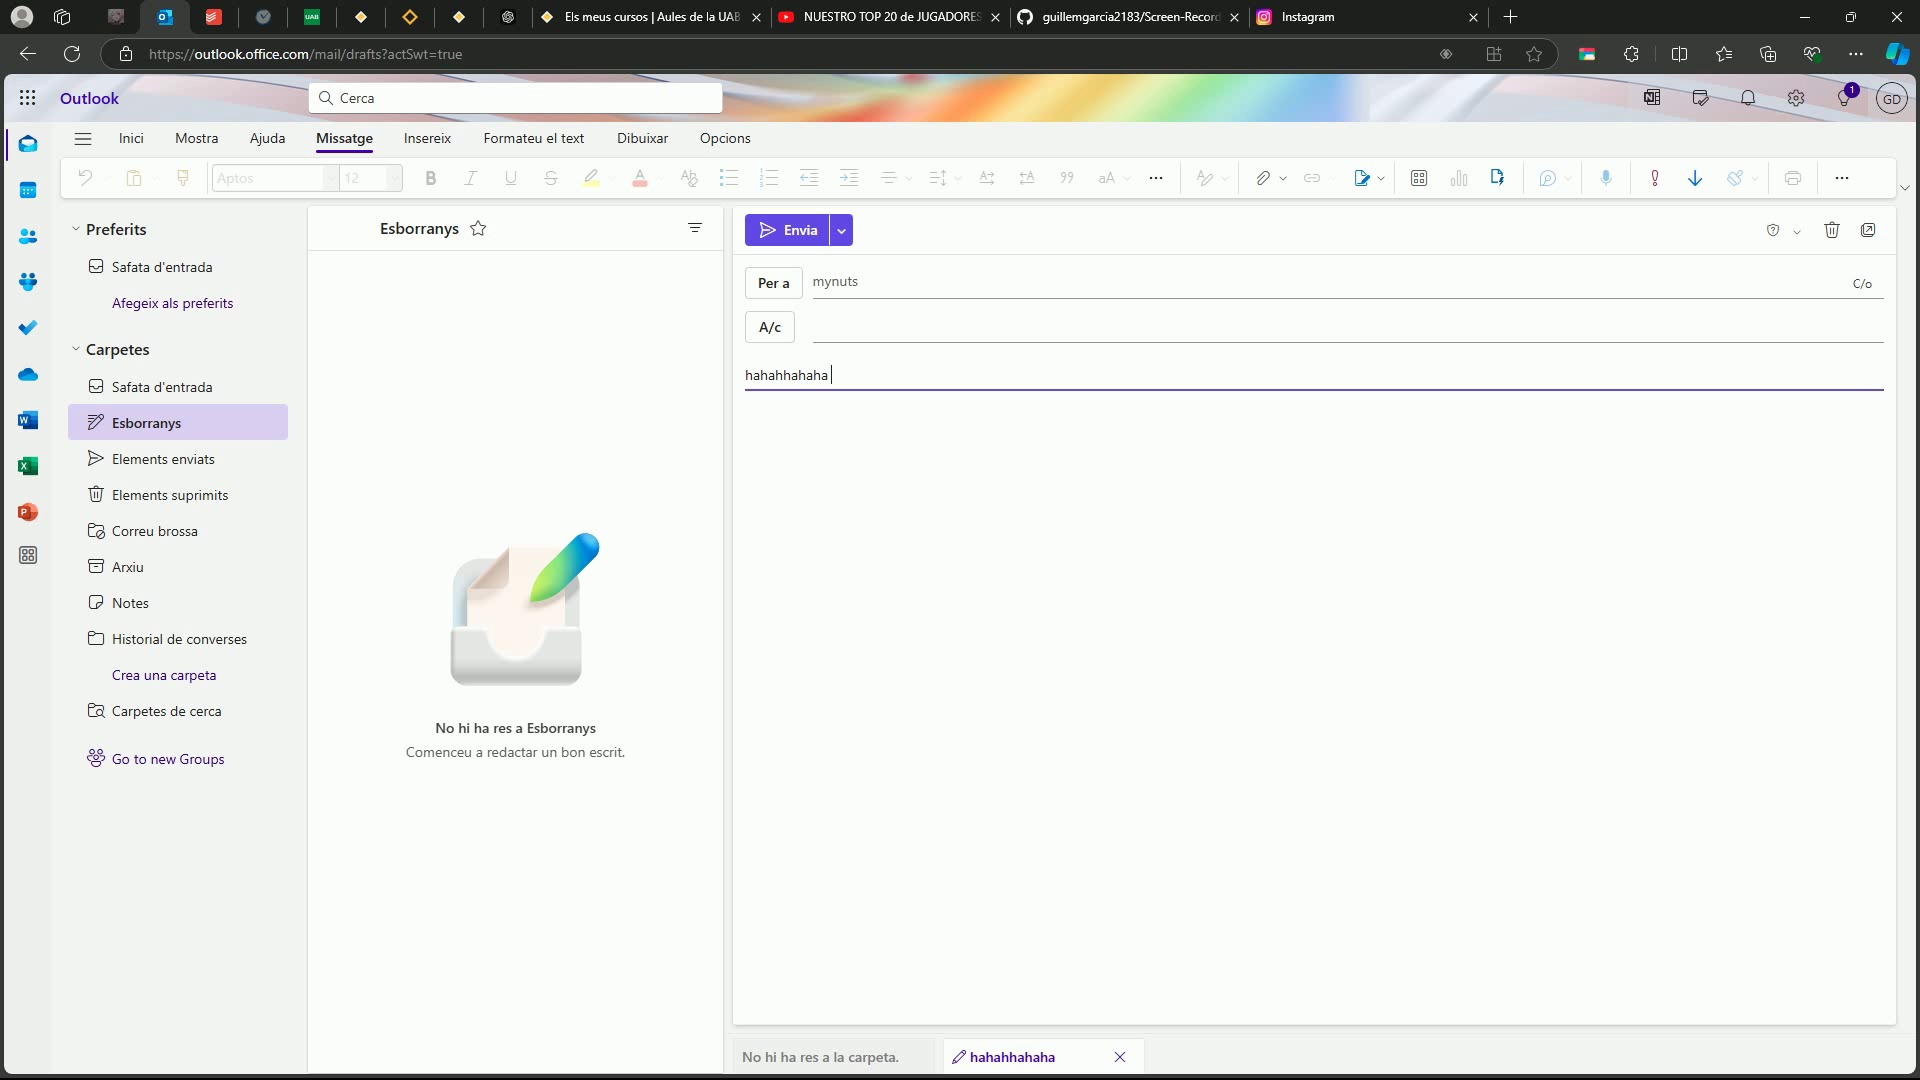 UAB
Els meus cursos | Aules de la UAB
NUESTRO TOP 20 de JUGADORES
guillemgarcia2183/Screen-Record
Instagram
https://outlook.office.com/mail/drafts?actSwt=true
Outlook
Cerca
1
GD
Inici
Mostra
Ajuda
Missatge
Insereix
Formateu el text
Dibuixar
Opcions
Aptos
12
Preferits
Safata d'entrada
Afegeix als preferits
Carpetes
Safata d'entrada
Esborranys
Elements enviats
Elements suprimits
Correu brossa
Arxiu
Notes
Historial de converses
Crea una carpeta
Carpetes de cerca
Go to new Groups
Esborranys
No hi ha res a Esborranys
Comenceu a redactar un bon escrit.
Envia
Per a
mynuts
C/o
A/c
hahahhahaha
No hi ha res a la carpeta.
hahahhahaha